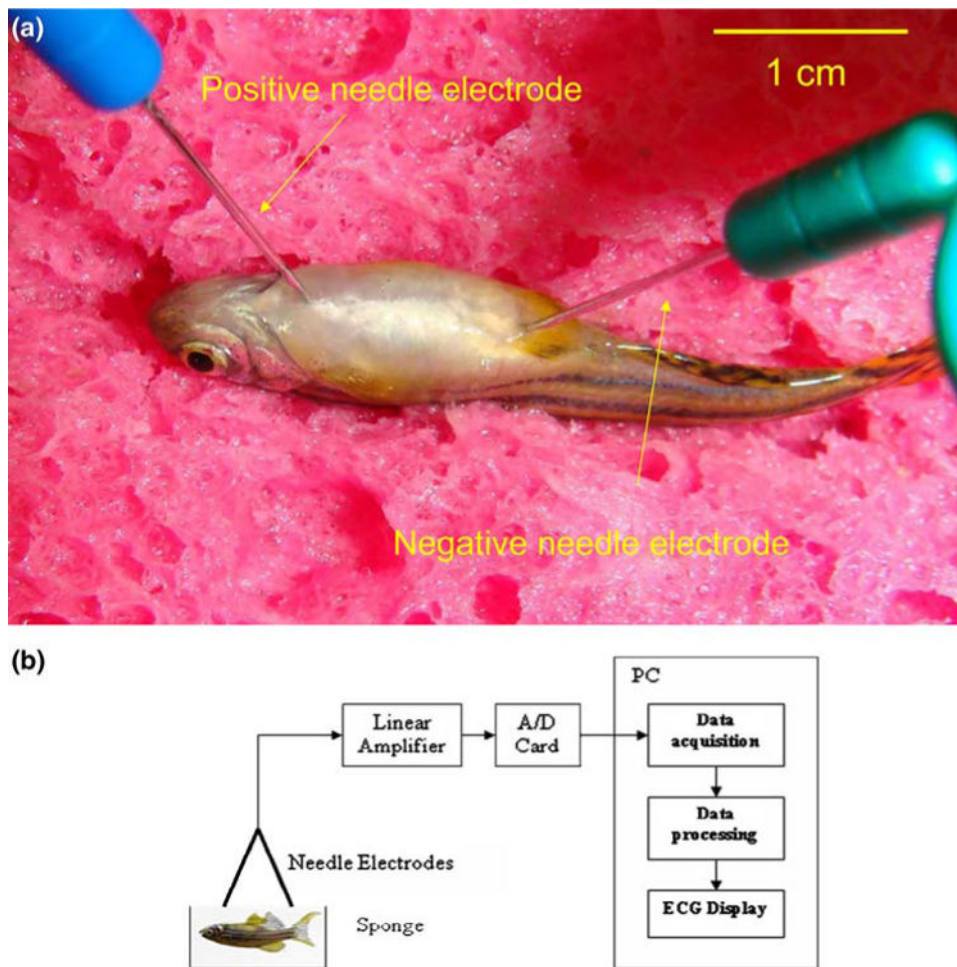 (a)
1 cm
Positive needle electrode
Negative needle electrode
(b)
PC
Linear
Amplifier
A/D
Card
Data
acquisition
Data
processing
ECG Display
Needle Electrodes
Sponge